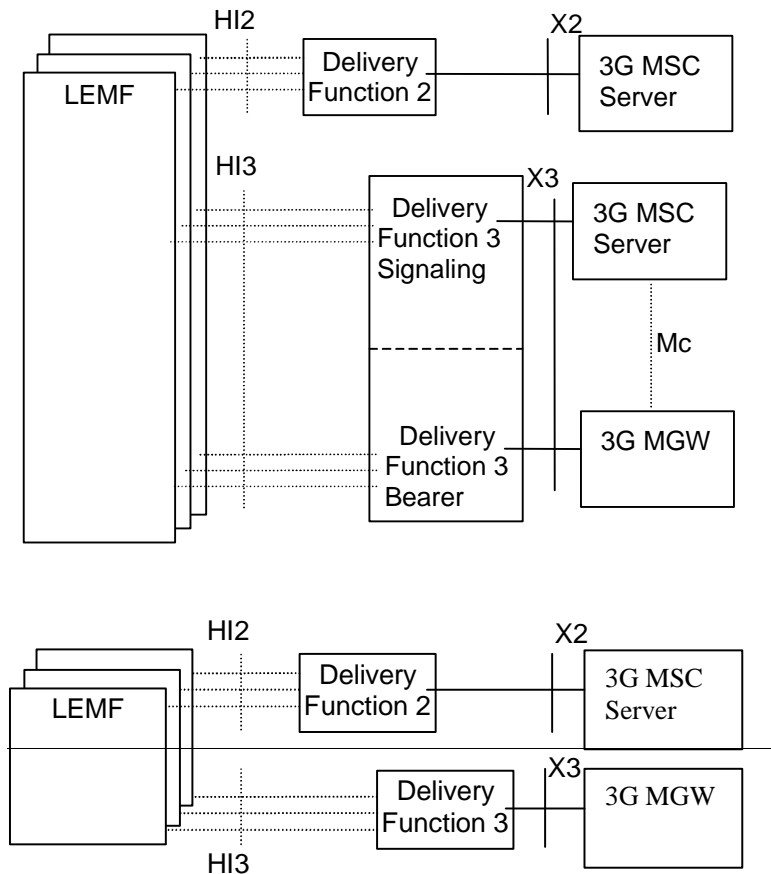 HI2
X2
LEMF
Delivery
Function 2
3G MSC
Server
HI3
X3
Delivery
Function 3
Signaling
3G MSC
Server
Mc
Delivery
Function 3
Bearer
3G MGW
HI2
X2
LEMF
Delivery
Function 2
3G MSC
Server
X3
Delivery
Function 3
3G MGW
HI3